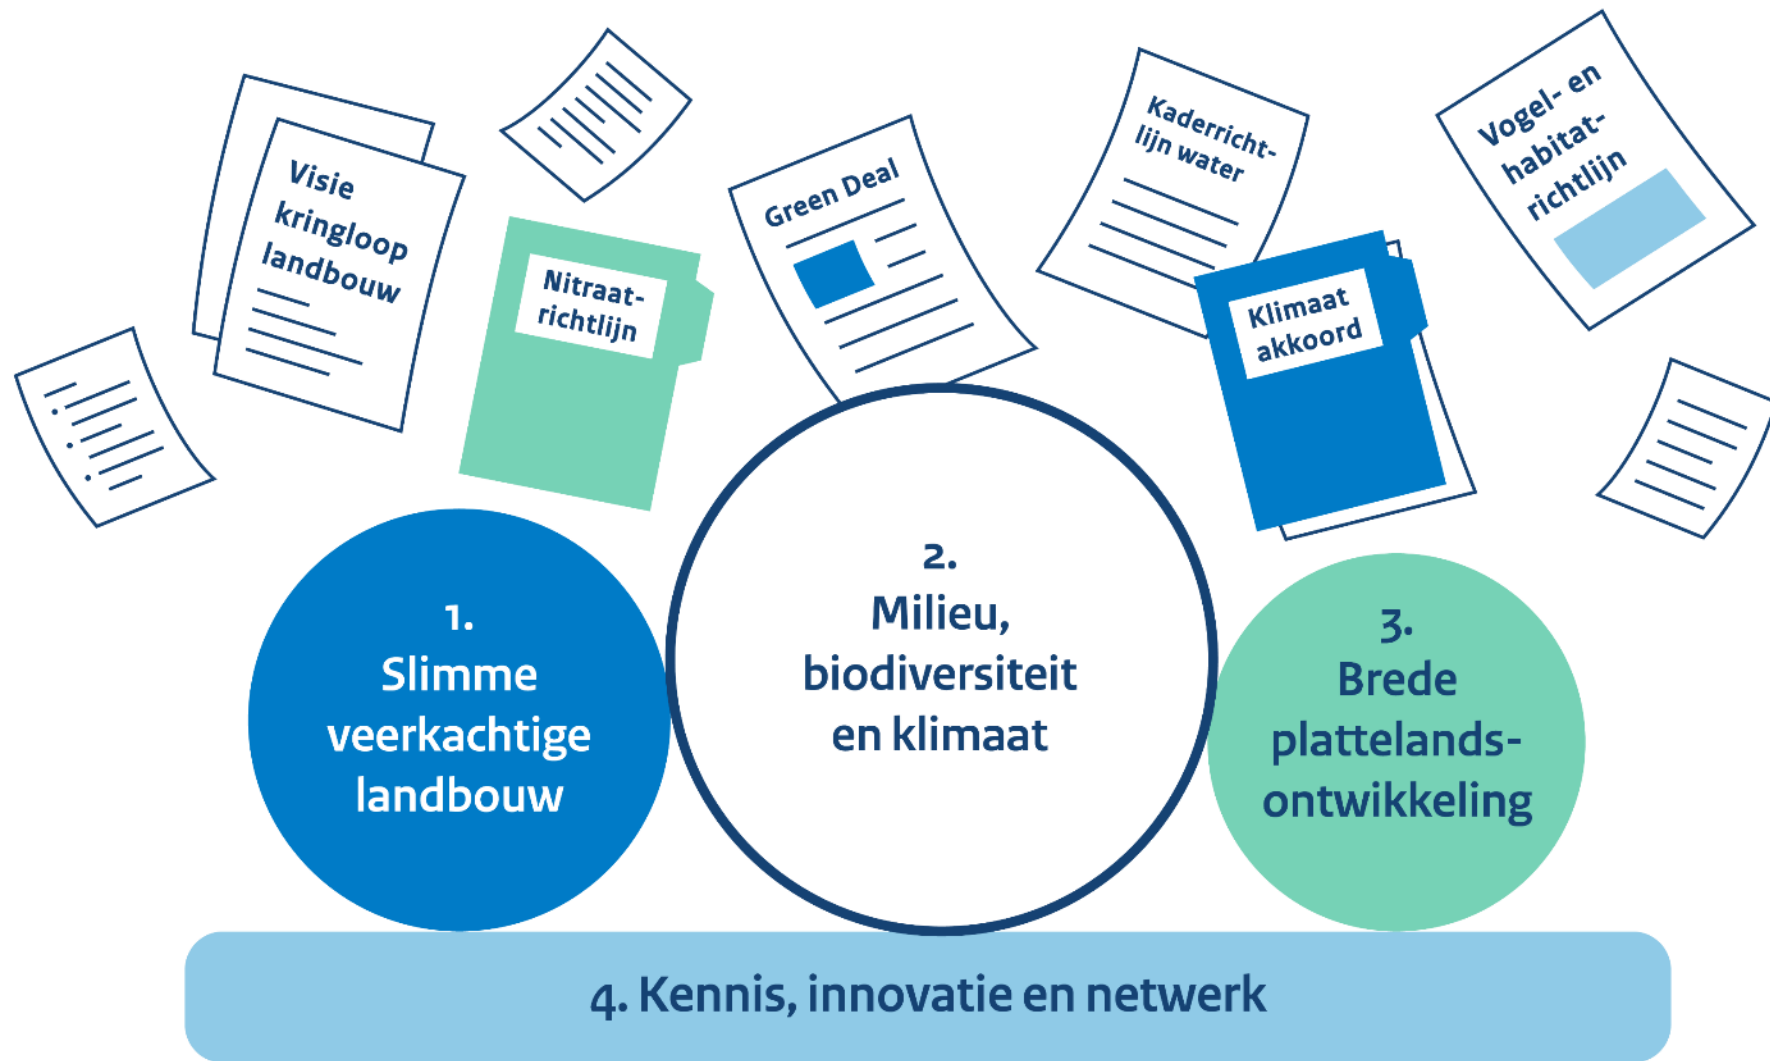 Visie
kringloop
landbouw
Nitraat-
richtlijn
Green Deal
Kaderricht-
lijn water
Klimaat
akkoord
Vogel- en
habitat-
richtlijn
1.
Slimme
veerkachtige
landbouw
2.
Milieu,
biodiversiteit
en klimaat
3.
Brede
plattelands-
ontwikkeling
4. Kennis, innovatie en netwerk